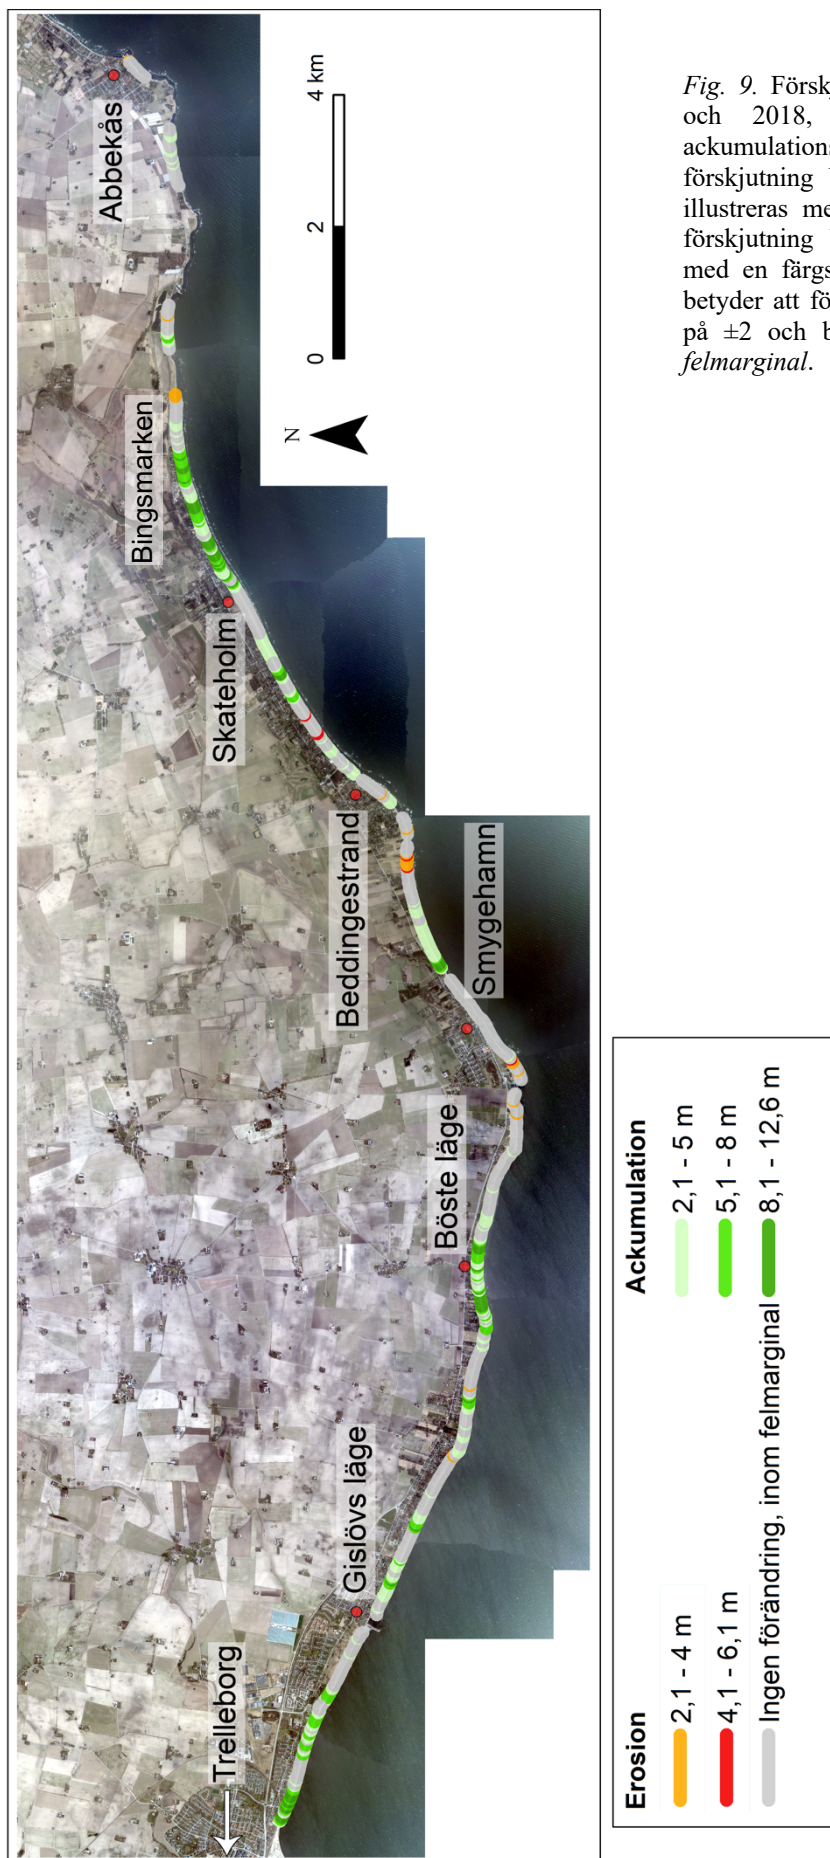 Fig. 9. Förskj
och 2018,
ackumulations
förskjutning
illustreras me
förskjutning
med en färgs
betyder att fö
på ±2 och b
felmarginal.
Trelleborg
Gislövs läge
Böste läge
Smygehamn
Beddingestrand
Skateholm
Bingsmarken
Abbekås
N
0 2 4 km
Erosion
2,1 - 4 m
4,1 - 6,1 m
Ingen förändring, inom felmarginal
Ackumulation
2,1 - 5 m
5,1 - 8 m
8,1 - 12,6 m